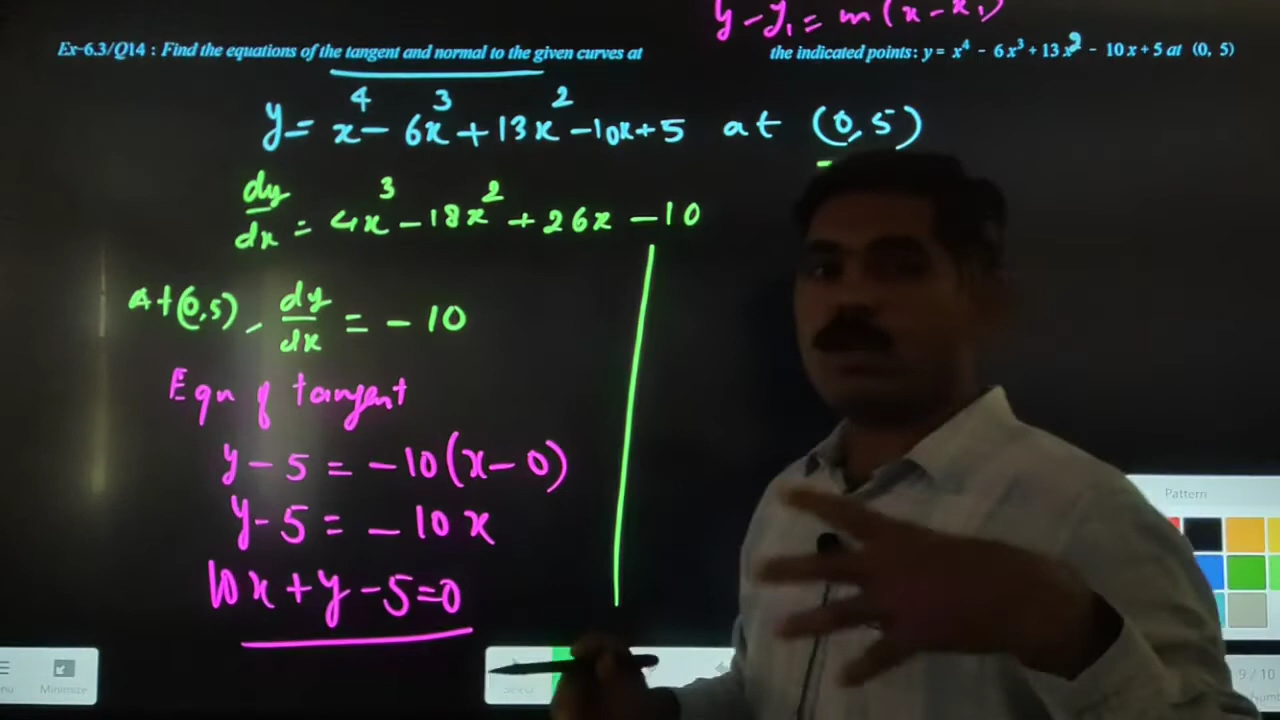 y - y₁ = m(x - x₁)
Ex-6.3/Q14 : Find the equations of the tangent and normal to the given curves at the indicated points: y = x⁴ - 6x³ + 13x² - 10x + 5 at (0, 5)
y = x⁴ - 6x³ + 13x² - 10x + 5 at (0, 5)
dy/dx = 4x³ - 18x² + 26x - 10
At (0,5), dy/dx = -10
Eqn of tangent
y - 5 = -10(x - 0)
y - 5 = -10x
10x + y - 5 = 0
Pattern
Minimize
Select
9 / 10